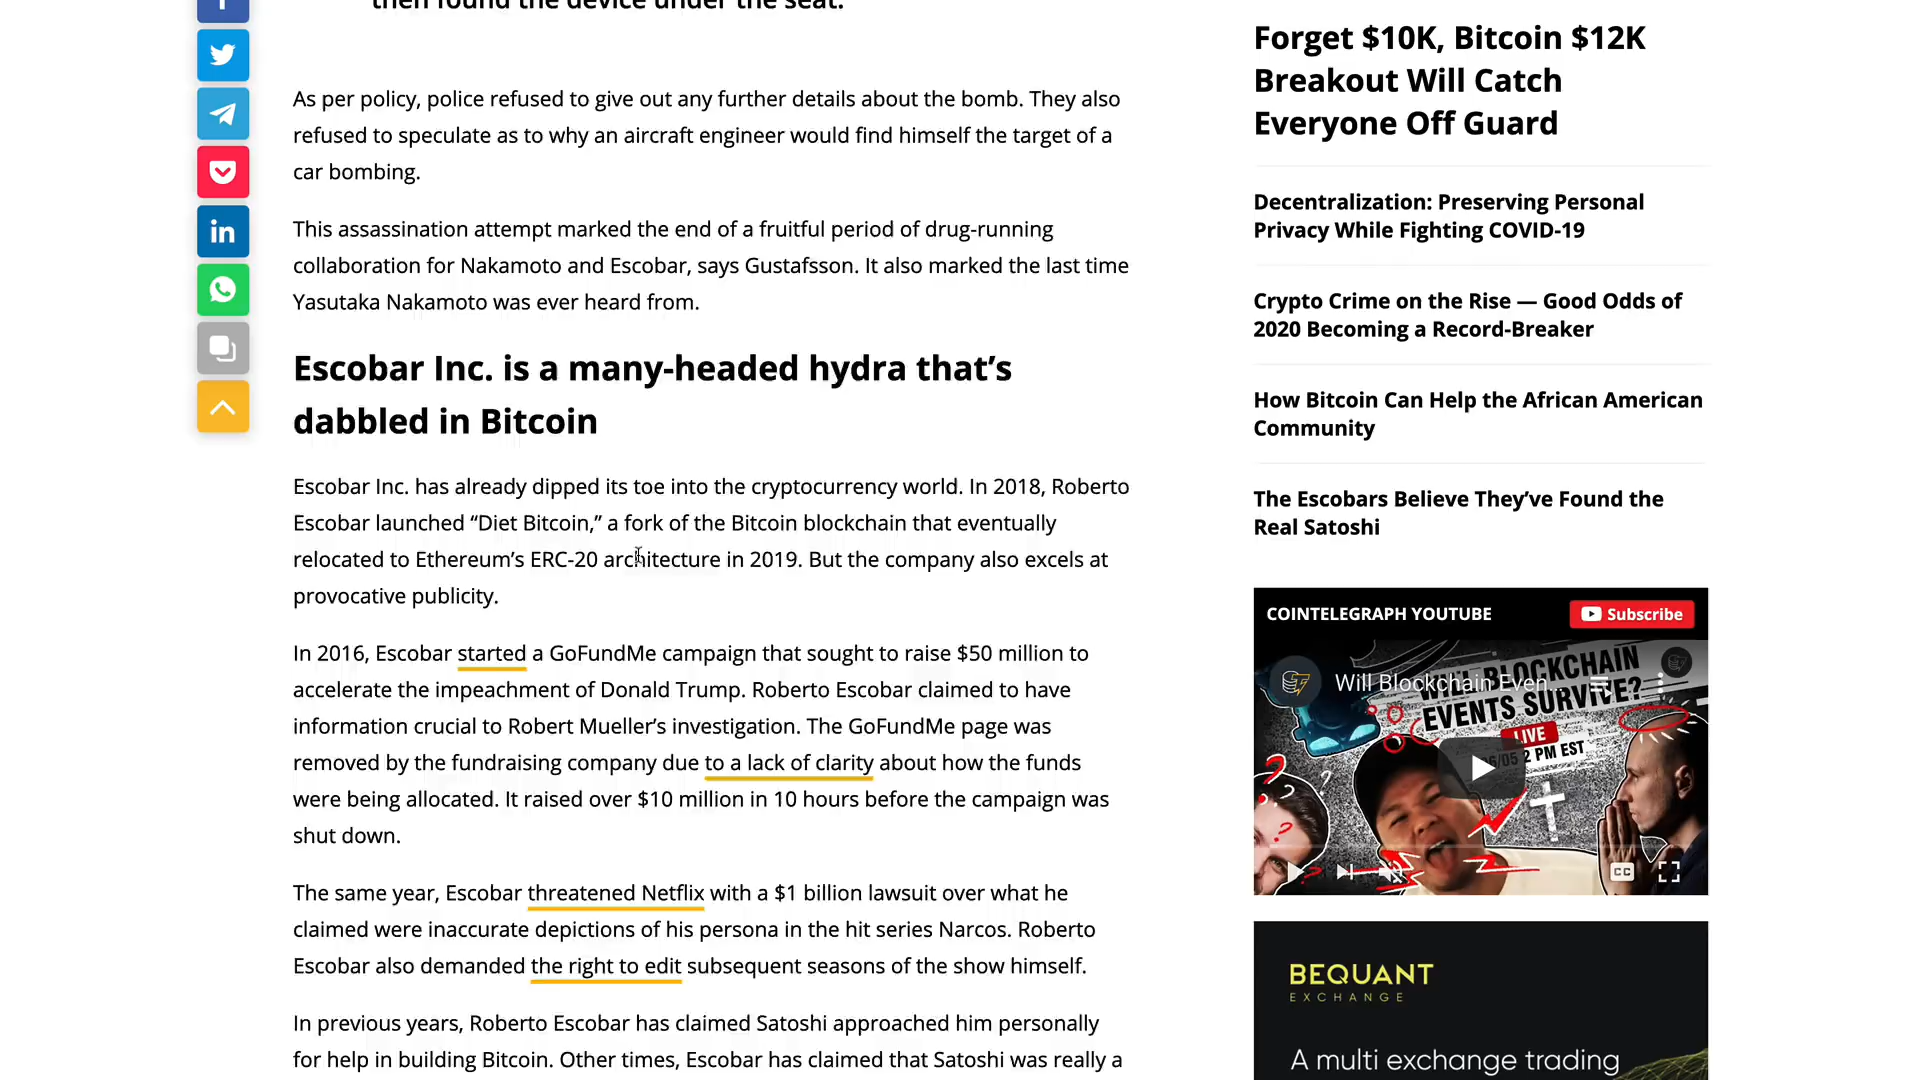 then found the device under the seat.
As per policy, police refused to give out any further details about the bomb. They also
refused to speculate as to why an aircraft engineer would find himself the target of a
car bombing.
This assassination attempt marked the end of a fruitful period of drug-running
collaboration for Nakamoto and Escobar, says Gustafsson. It also marked the last time
Yasutaka Nakamoto was ever heard from.
Escobar Inc. is a many-headed hydra that’s
dabbled in Bitcoin
Escobar Inc. has already dipped its toe into the cryptocurrency world. In 2018, Roberto
Escobar launched “Diet Bitcoin,” a fork of the Bitcoin blockchain that eventually
relocated to Ethereum’s ERC-20 architecture in 2019. But the company also excels at
provocative publicity.
In 2016, Escobar started a GoFundMe campaign that sought to raise $50 million to
accelerate the impeachment of Donald Trump. Roberto Escobar claimed to have
information crucial to Robert Mueller’s investigation. The GoFundMe page was
removed by the fundraising company due to a lack of clarity about how the funds
were being allocated. It raised over $10 million in 10 hours before the campaign was
shut down.
The same year, Escobar threatened Netflix with a $1 billion lawsuit over what he
claimed were inaccurate depictions of his persona in the hit series Narcos. Roberto
Escobar also demanded the right to edit subsequent seasons of the show himself.
In previous years, Roberto Escobar has claimed Satoshi approached him personally
for help in building Bitcoin. Other times, Escobar has claimed that Satoshi was really a
Forget $10K, Bitcoin $12K
Breakout Will Catch
Everyone Off Guard
Decentralization: Preserving Personal
Privacy While Fighting COVID-19
Crypto Crime on the Rise — Good Odds of
2020 Becoming a Record-Breaker
How Bitcoin Can Help the African American
Community
The Escobars Believe They’ve Found the
Real Satoshi
COINTELEGRAPH YOUTUBE
Subscribe
Will Blockchain Even...
WILL BLOCKCHAIN
EVENTS SURVIVE?
LIVE
06/05 2 PM EST
CC
BEQUANT
EXCHANGE
A multi exchange trading